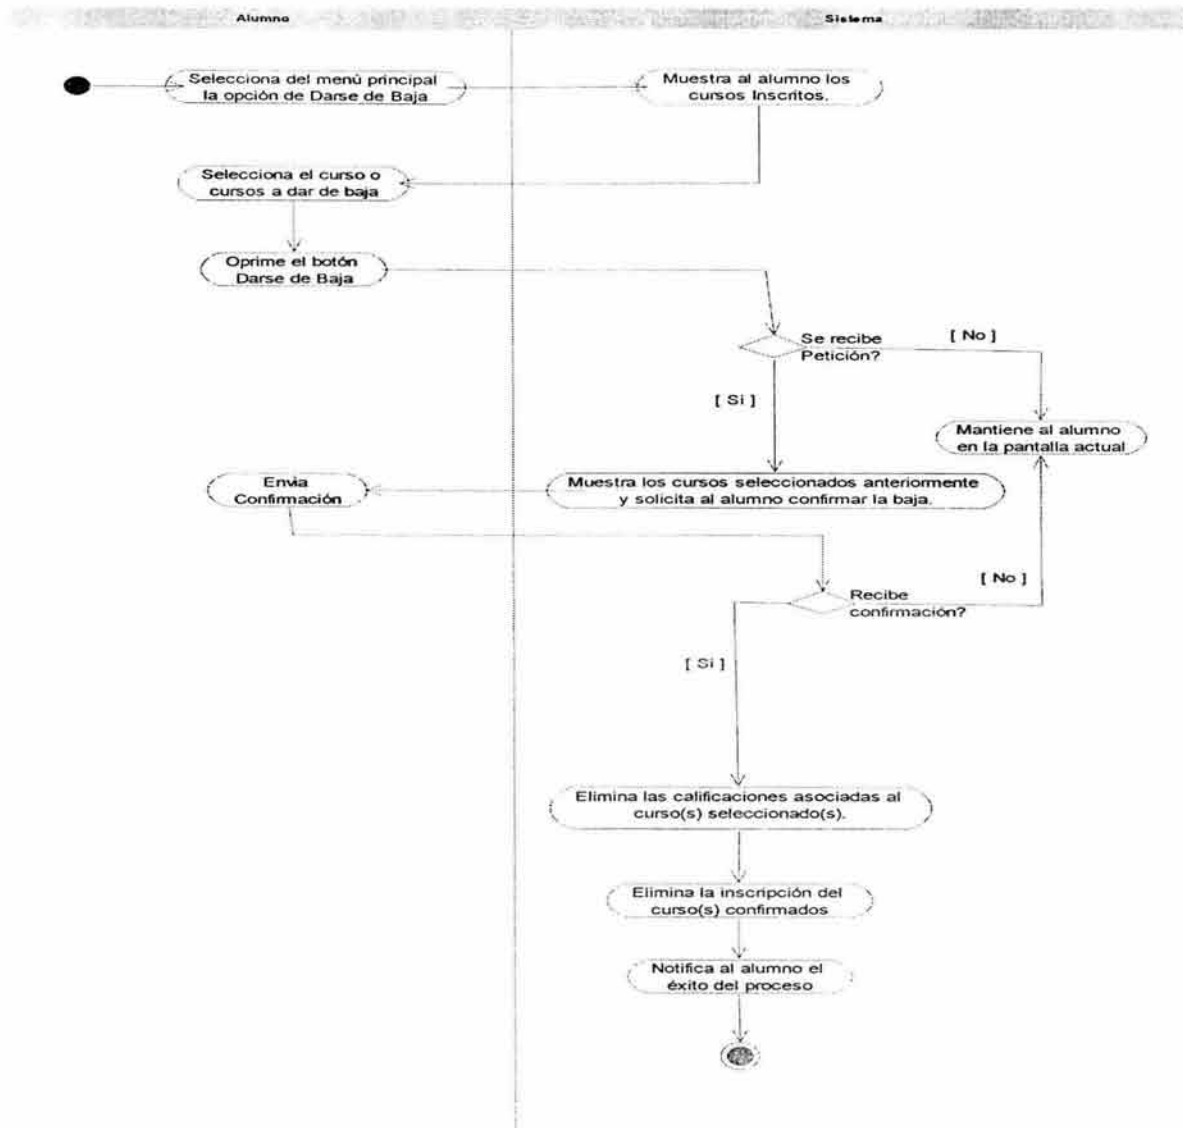 Alumno
Sistema
Selecciona del menú principal
la opción de Darse de Baja
Muestra al alumno los
cursos Inscritos.
Selecciona el curso o
cursos a dar de baja
Oprime el botón
Darse de Baja
Se recibe
Petición?
[ No ]
[ Si ]
Mantiene al alumno
en la pantalla actual
Envia
Confirmación
Muestra los cursos seleccionados anteriormente
y solicita al alumno confirmar la baja.
[ No ]
Recibe
confirmación?
[ Si ]
Elimina las calificaciones asociadas al
curso(s) seleccionado(s).
Elimina la inscripción del
curso(s) confirmados
Notifica al alumno el
éxito del proceso